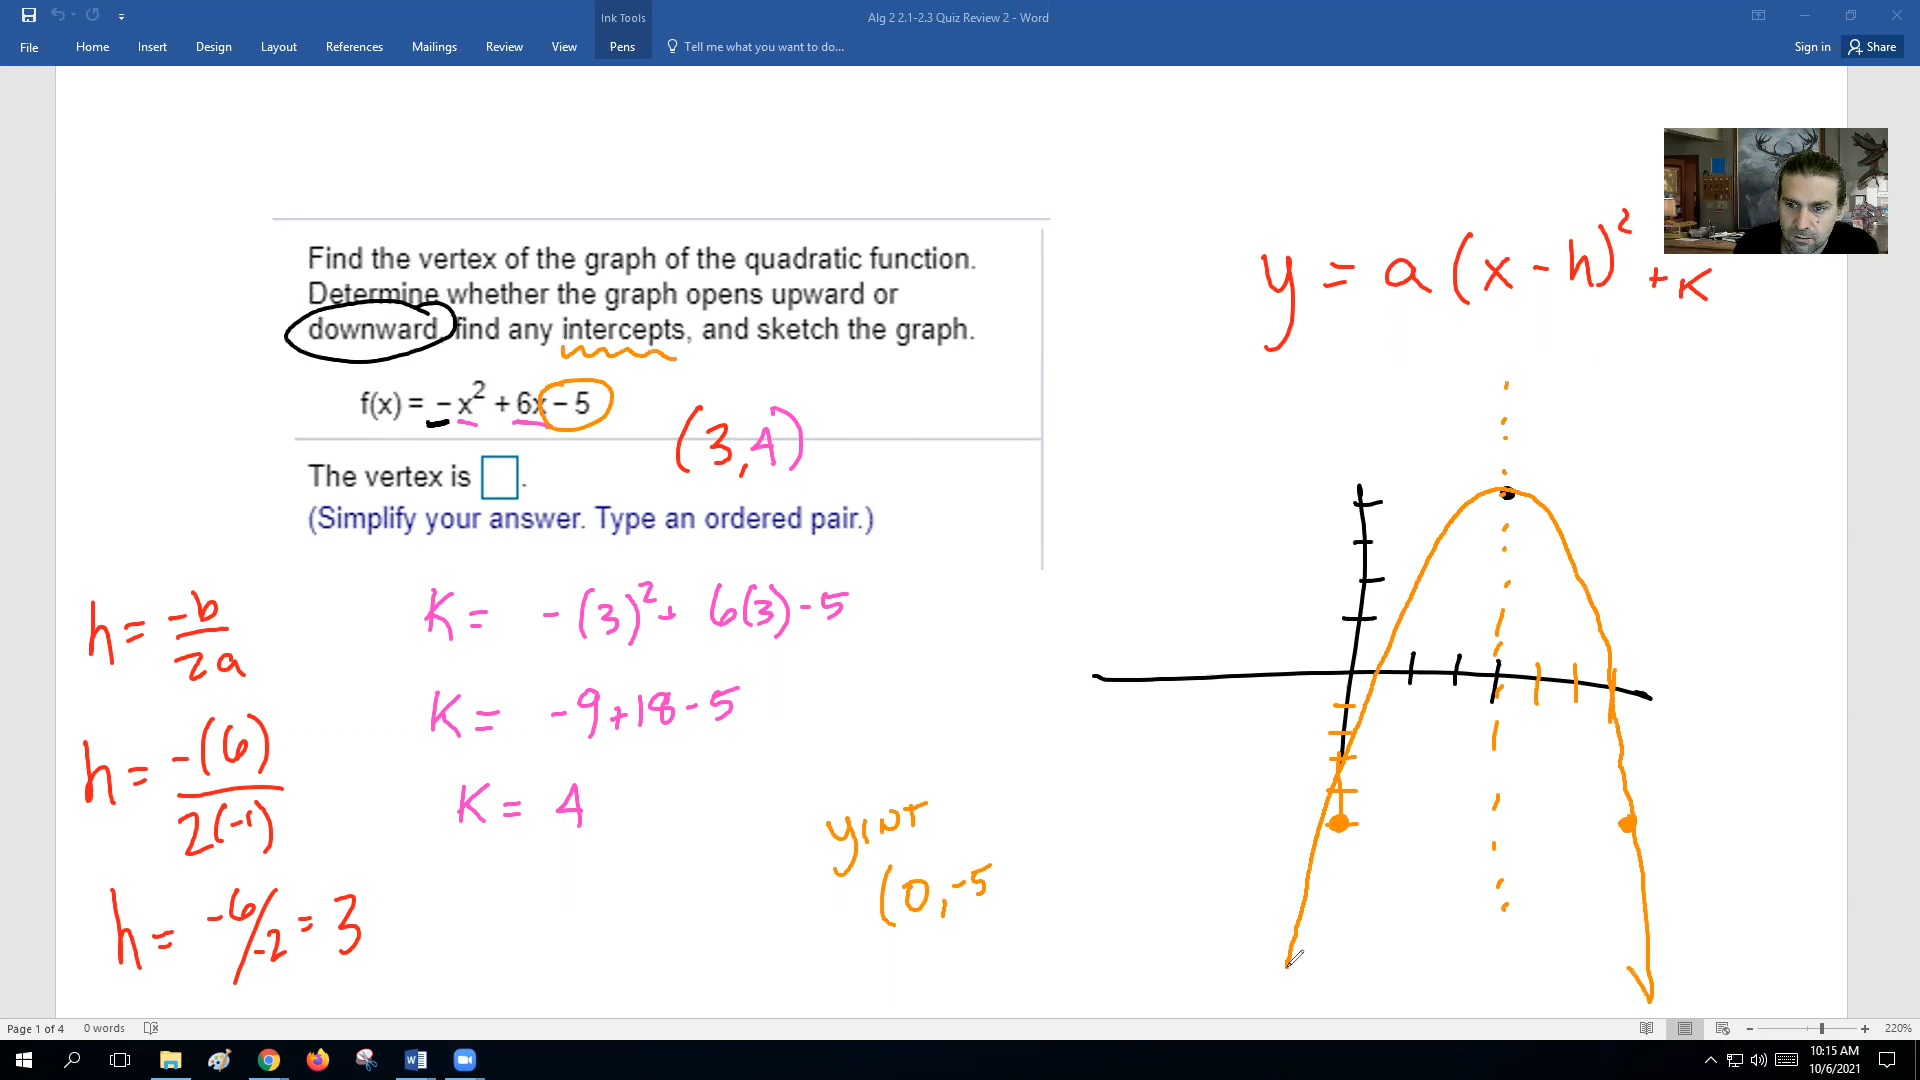 Ink Tools
Alg 2 2.1-2.3 Quiz Review 2 - Word
File Home Insert Design Layout References Mailings Review View Pens Tell me what you want to do... Sign in Share
Find the vertex of the graph of the quadratic function.
Determine whether the graph opens upward or
downward, find any intercepts, and sketch the graph.
f(x) = - x² + 6x - 5
(3, 4)
The vertex is .
(Simplify your answer. Type an ordered pair.)
y = a(x - h)² + K
h = -b/2a
h = -(6)/2(-1)
h = -6/-2 = 3
K = -(3)² + 6(3) - 5
K = -9 + 18 - 5
K = 4
y INT
(0, -5
Page 1 of 4 0 words 220%
10:15 AM
10/6/2021